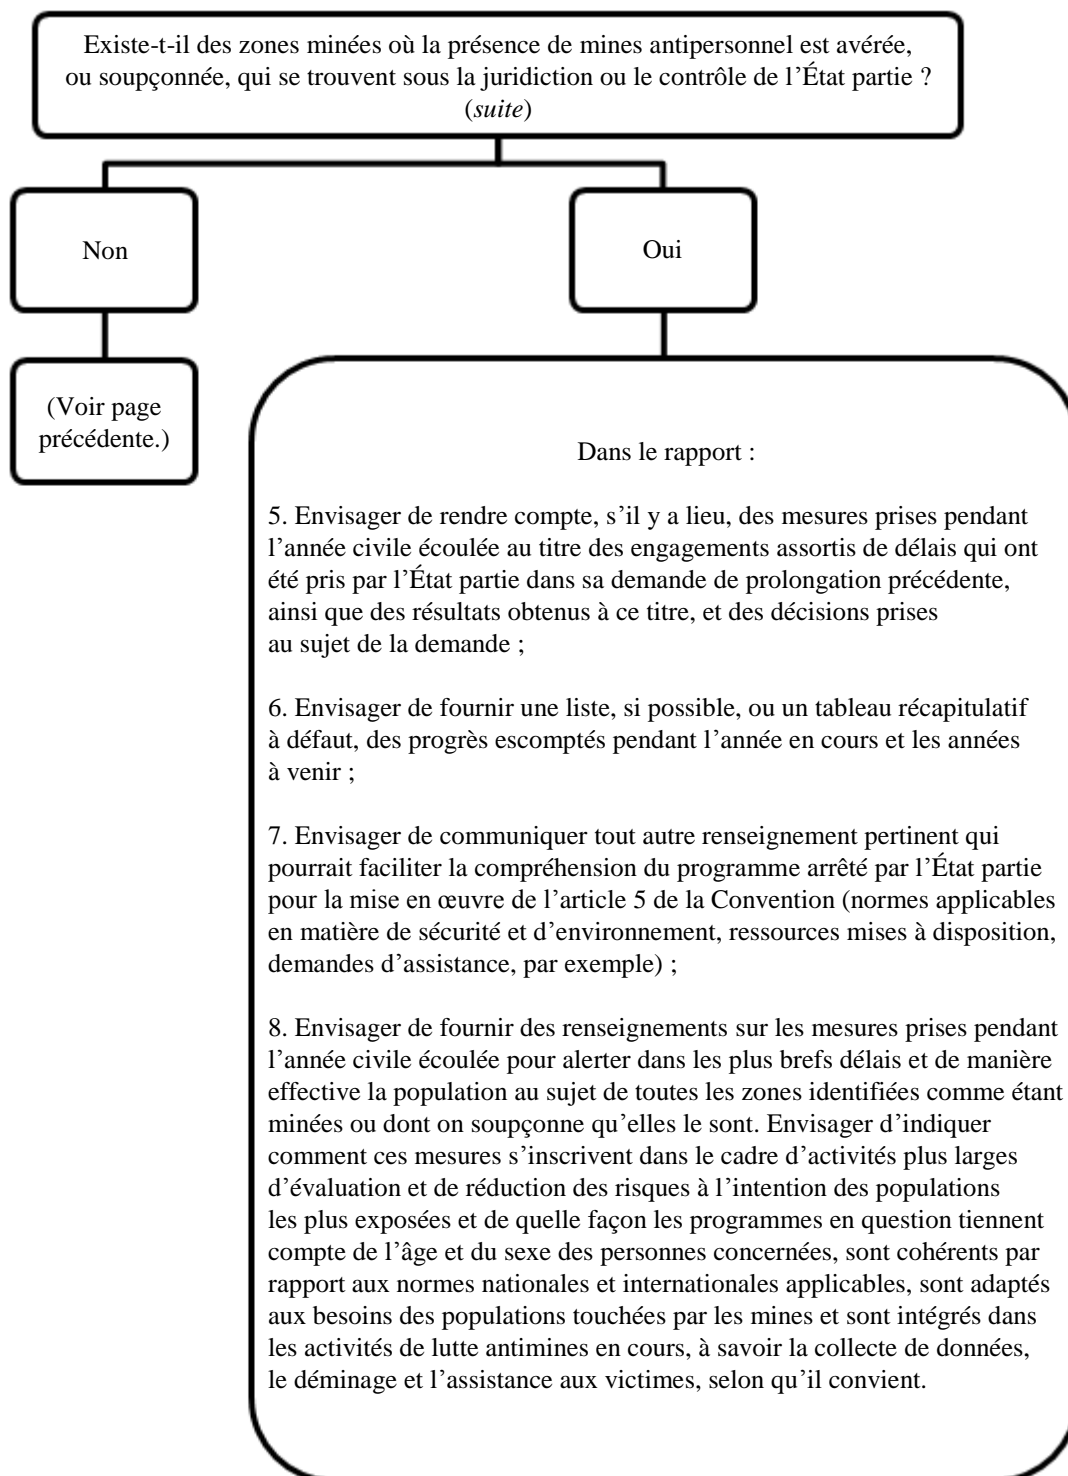 Existe-t-il des zones minées où la présence de mines antipersonnel est avérée,
ou soupçonnée, qui se trouvent sous la juridiction ou le contrôle de l’État partie ?
(suite)
Non
Oui
(Voir page
précédente.)
Dans le rapport :
5. Envisager de rendre compte, s’il y a lieu, des mesures prises pendant
l’année civile écoulée au titre des engagements assortis de délais qui ont
été pris par l’État partie dans sa demande de prolongation précédente,
ainsi que des résultats obtenus à ce titre, et des décisions prises
au sujet de la demande ;
6. Envisager de fournir une liste, si possible, ou un tableau récapitulatif
à défaut, des progrès escomptés pendant l’année en cours et les années
à venir ;
7. Envisager de communiquer tout autre renseignement pertinent qui
pourrait faciliter la compréhension du programme arrêté par l’État partie
pour la mise en œuvre de l’article 5 de la Convention (normes applicables
en matière de sécurité et d’environnement, ressources mises à disposition,
demandes d’assistance, par exemple) ;
8. Envisager de fournir des renseignements sur les mesures prises pendant
l’année civile écoulée pour alerter dans les plus brefs délais et de manière
effective la population au sujet de toutes les zones identifiées comme étant
minées ou dont on soupçonne qu’elles le sont. Envisager d’indiquer
comment ces mesures s’inscrivent dans le cadre d’activités plus larges
d’évaluation et de réduction des risques à l’intention des populations
les plus exposées et de quelle façon les programmes en question tiennent
compte de l’âge et du sexe des personnes concernées, sont cohérents par
rapport aux normes nationales et internationales applicables, sont adaptés
aux besoins des populations touchées par les mines et sont intégrés dans
les activités de lutte antimines en cours, à savoir la collecte de données,
le déminage et l’assistance aux victimes, selon qu’il convient.